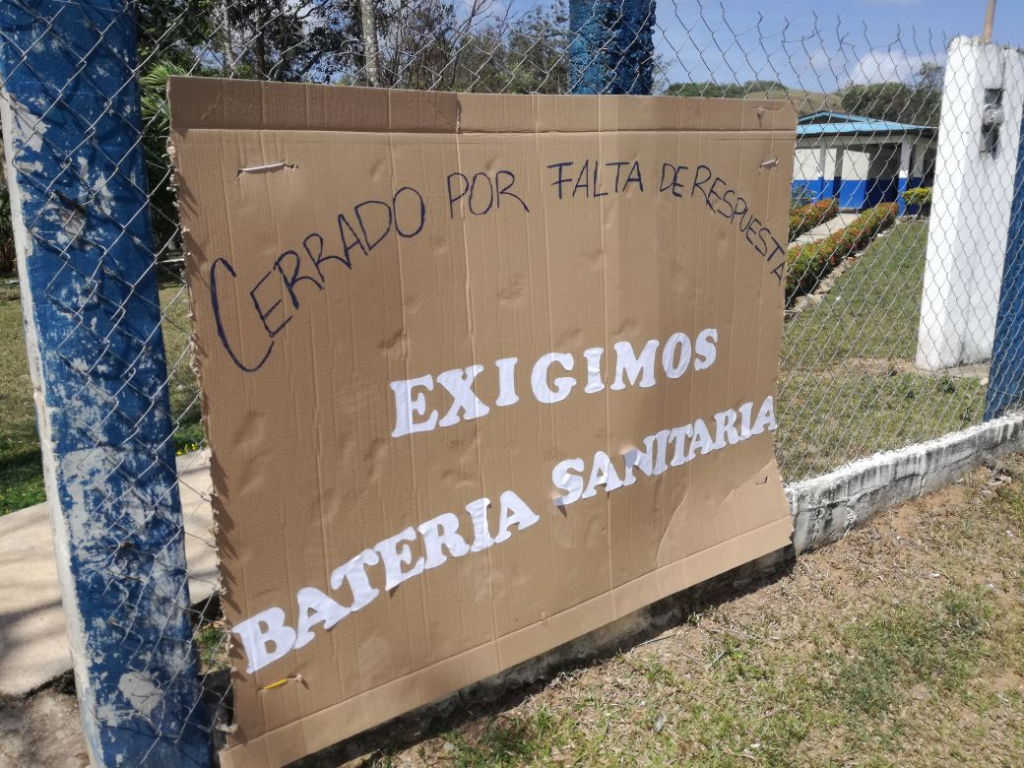 CERRADO POR FALTA DE RESPUESTA
EXIGIMOS
BATERIA SANITARIA